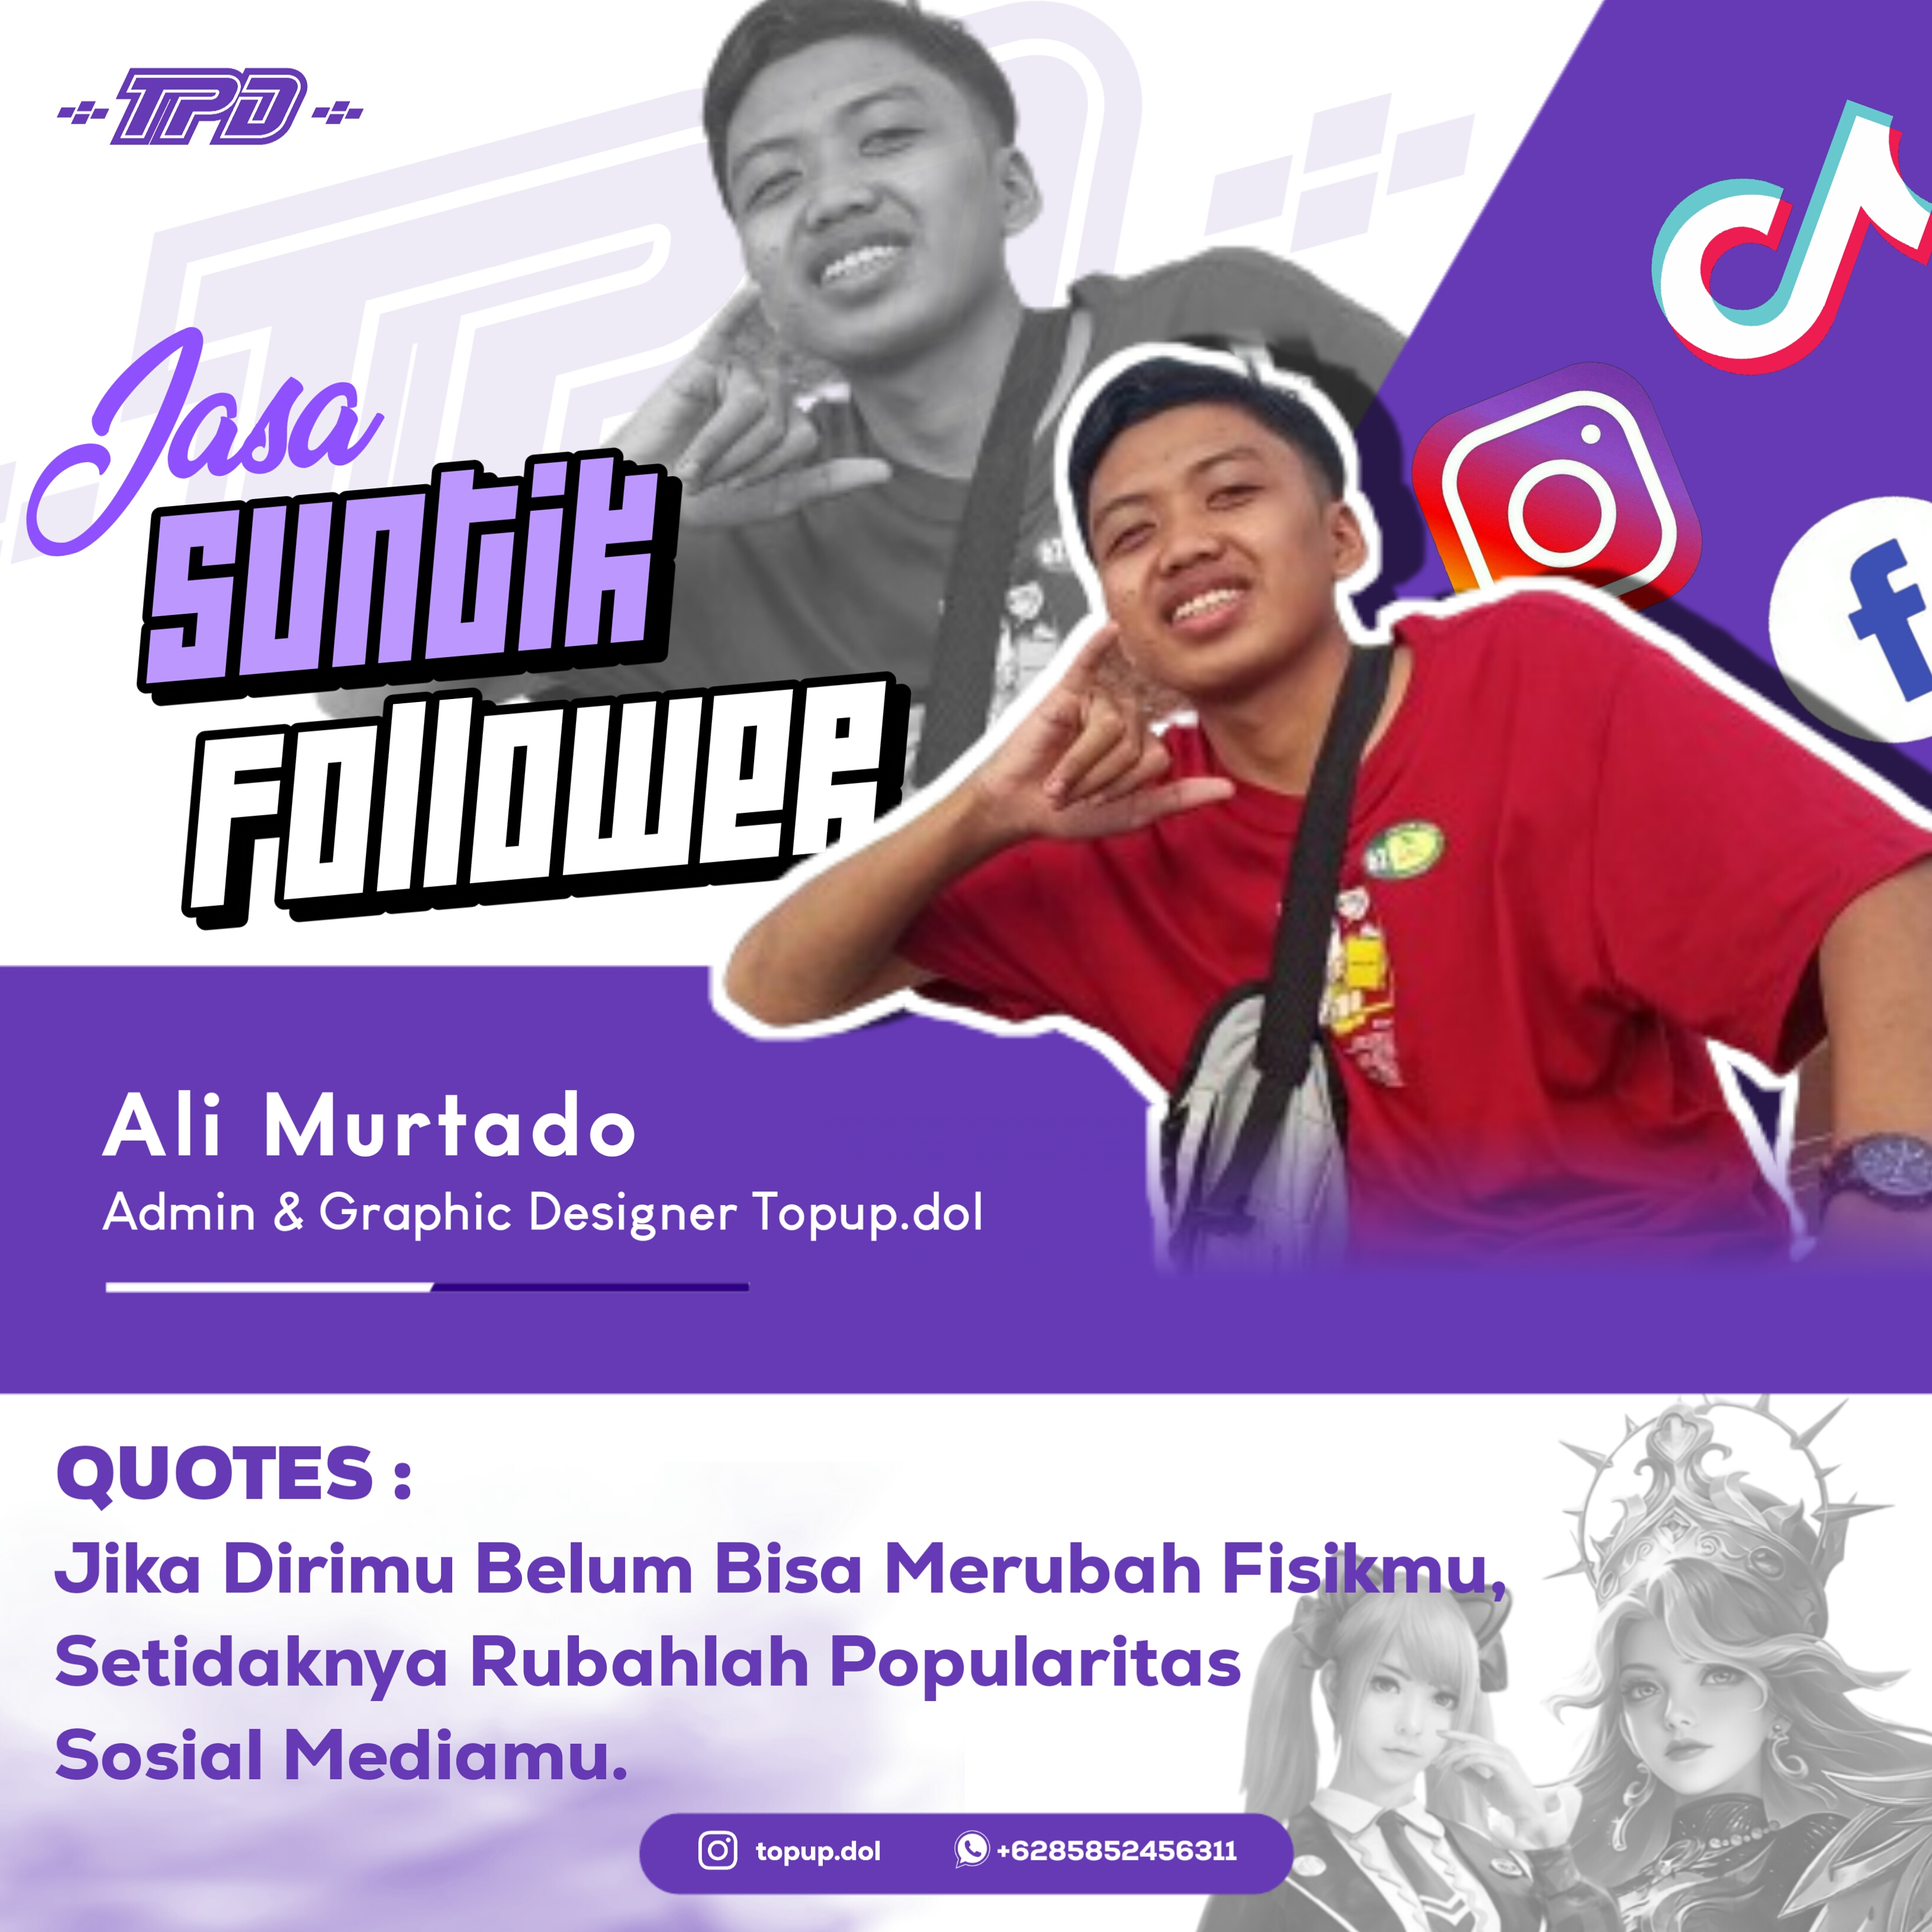 TPD
Jasa
Suntik
Follower
Ali Murtado
Admin & Graphic Designer Topup.dol
QUOTES :
Jika Dirimu Belum Bisa Merubah Fisikmu,
Setidaknya Rubahlah Popularitas
Sosial Mediamu.
topup.dol +6285852456311